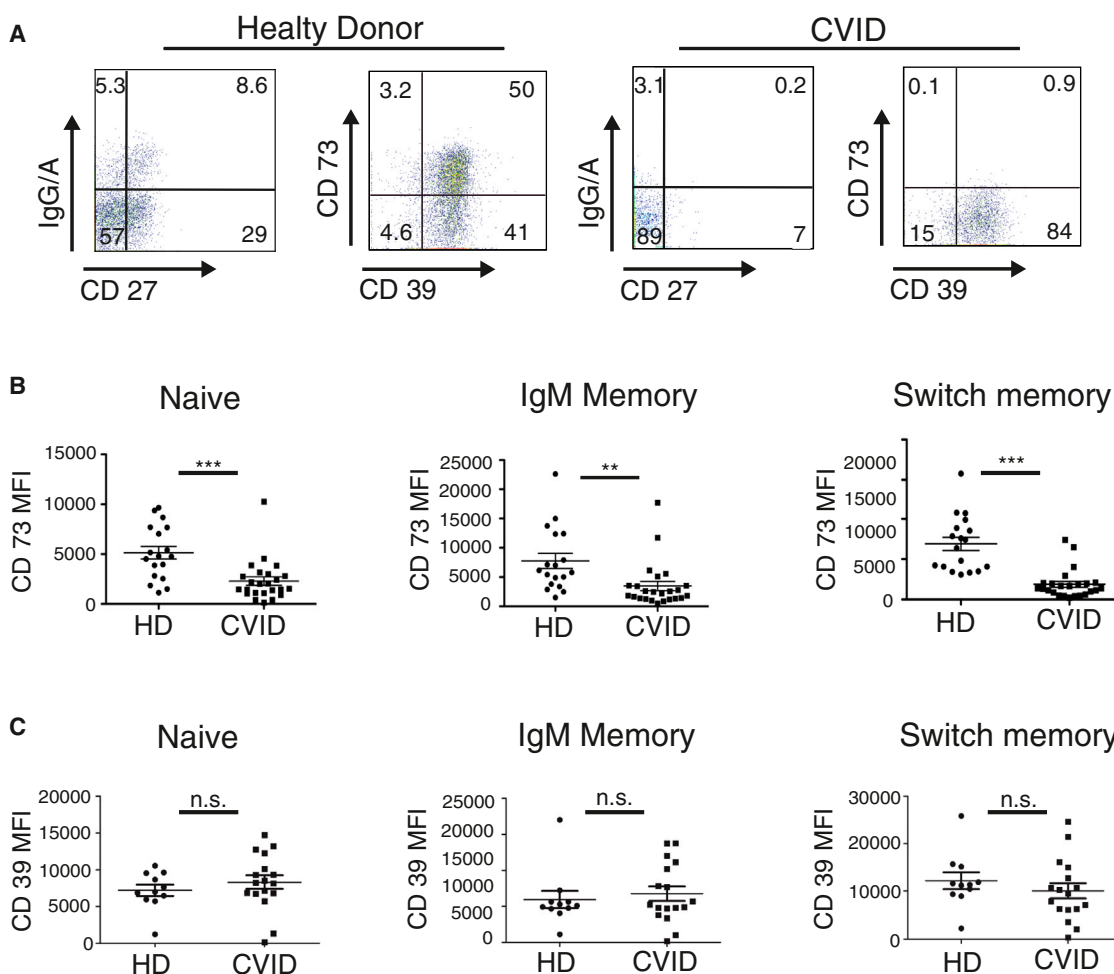 A
Healty Donor
CVID
5.3
8.6
57
29
IgG/A
CD 27
3.2
50
4.6
41
CD 73
CD 39
3.1
0.2
89
7
IgG/A
CD 27
0.1
0.9
15
84
CD 73
CD 39
B
Naive
IgM Memory
Switch memory
CD 73 MFI
15000
10000
5000
0
***
HD
CVID
CD 73 MFI
25000
20000
15000
10000
5000
0
**
HD
CVID
CD 73 MFI
20000
15000
10000
5000
0
***
HD
CVID
C
Naive
IgM Memory
Switch memory
CD 39 MFI
20000
15000
10000
5000
0
n.s.
HD
CVID
CD 39 MFI
25000
20000
15000
10000
5000
0
n.s.
HD
CVID
CD 39 MFI
30000
20000
10000
0
n.s.
HD
CVID